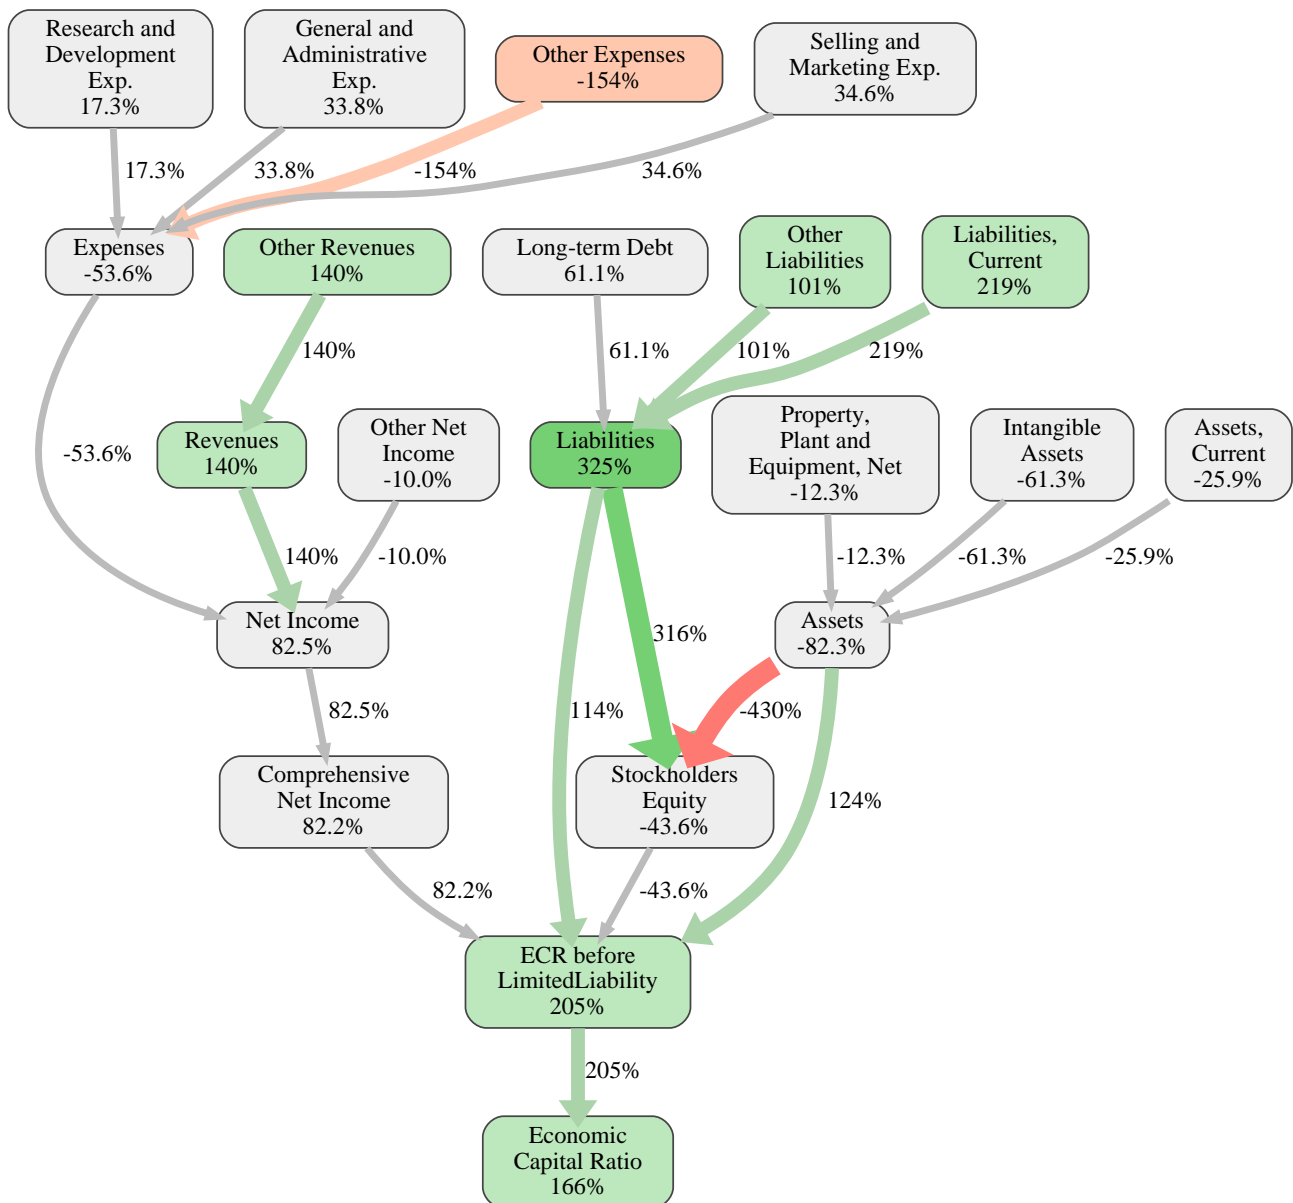 Research and
Development
Exp.
17.3%
General and
Administrative
Exp.
33.8%
Other Expenses
-154%
Selling and
Marketing Exp.
34.6%
17.3%
33.8%
-154%
34.6%
Expenses
-53.6%
Other Revenues
140%
Long-term Debt
61.1%
Other
Liabilities
101%
Liabilities,
Current
219%
140%
61.1%
101%
219%
-53.6%
Revenues
140%
Other Net
Income
-10.0%
Liabilities
325%
Property,
Plant and
Equipment, Net
-12.3%
Intangible
Assets
-61.3%
Assets,
Current
-25.9%
140%
-10.0%
-12.3%
-61.3%
-25.9%
Net Income
82.5%
316%
Assets
-82.3%
82.5%
114%
-430%
Comprehensive
Net Income
82.2%
Stockholders
Equity
-43.6%
124%
82.2%
-43.6%
ECR before
LimitedLiability
205%
205%
Economic
Capital Ratio
166%